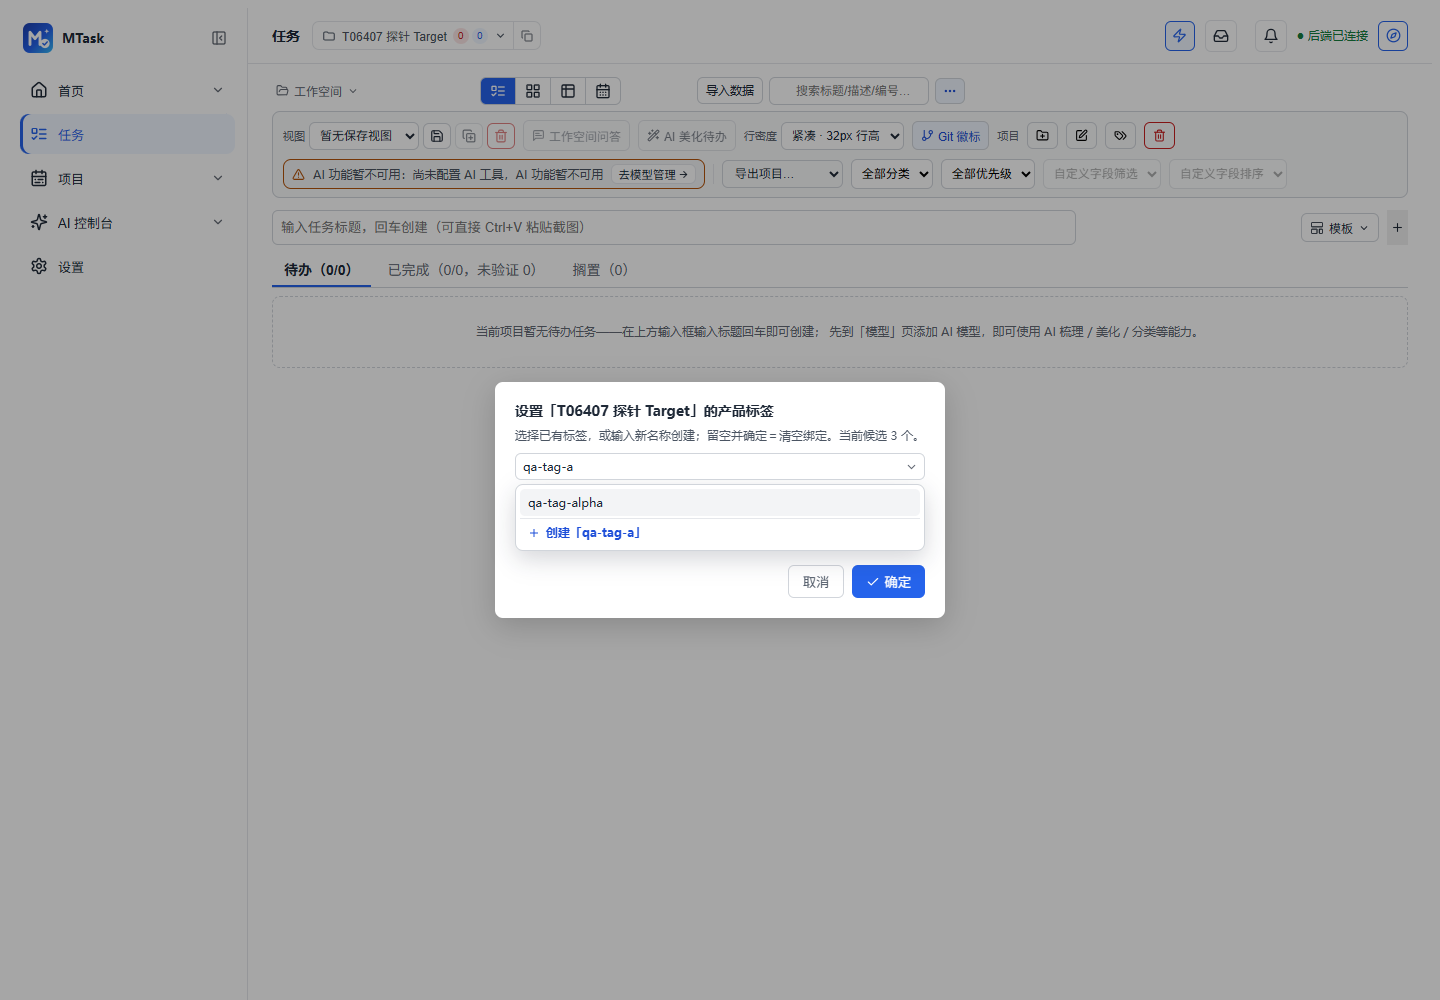 MTask
首页
任务
项目
AI 控制台
设置
任务
T06407 探针 Target 0 0
后端已连接
工作空间
导入数据
搜索标题/描述/编号...
视图
暂无保存视图
工作空间问答
AI 美化待办
行密度
紧凑 · 32px 行高
Git 徽标
项目
AI 功能暂不可用：尚未配置 AI 工具，AI 功能暂不可用
去模型管理 →
导出项目...
全部分类
全部优先级
自定义字段筛选
自定义字段排序
输入任务标题，回车创建（可直接 Ctrl+V 粘贴截图）
模板
+
待办（0/0）
已完成（0/0，未验证 0）
搁置（0）
当前项目暂无待办任务——在上方输入框输入标题回车即可创建； 先到「模型」页添加 AI 模型，即可使用 AI 梳理 / 美化 / 分类等能力。
设置「T06407 探针 Target」的产品标签
选择已有标签，或输入新名称创建；留空并确定 = 清空绑定。当前候选 3 个。
qa-tag-a
qa-tag-alpha
+ 创建「qa-tag-a」
取消
确定